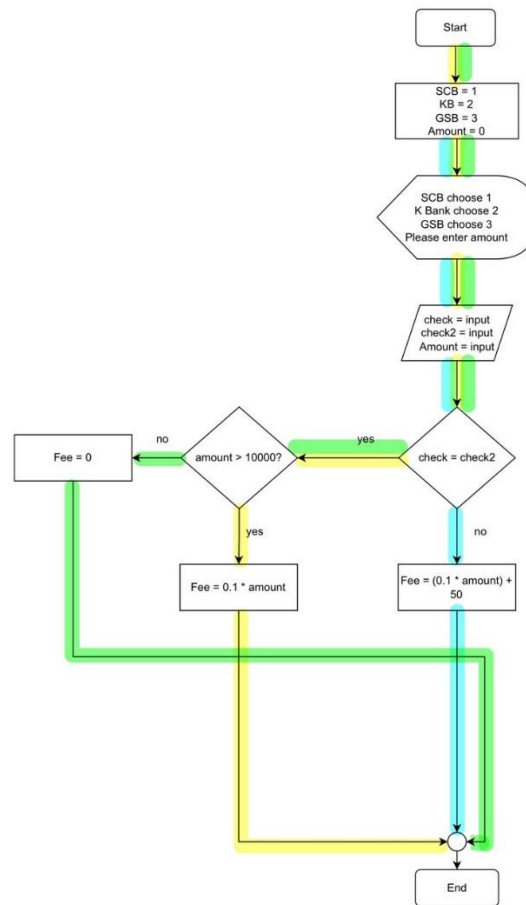 Start
SCB = 1
KB = 2
GSB = 3
Amount = 0
SCB choose 1
K Bank choose 2
GSB choose 3
Please enter amount
check = input
check2 = input
Amount = input
check = check2
yes
amount > 10000?
no
Fee = 0
yes
no
Fee = 0.1 * amount
Fee = (0.1 * amount) +
50
End